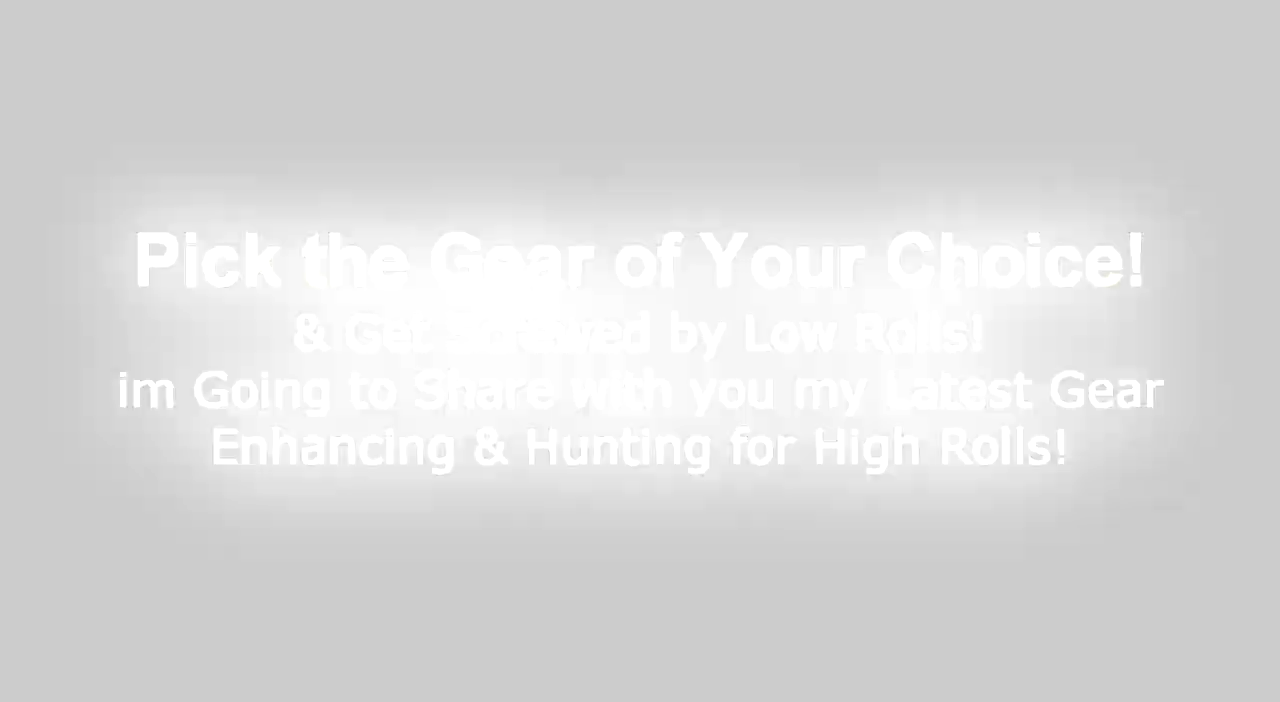 Pick the Gear of Your Choice!
& Get Screwed by Low Rolls!
im Going to Share with you my Latest Gear
Enhancing & Hunting for High Rolls!